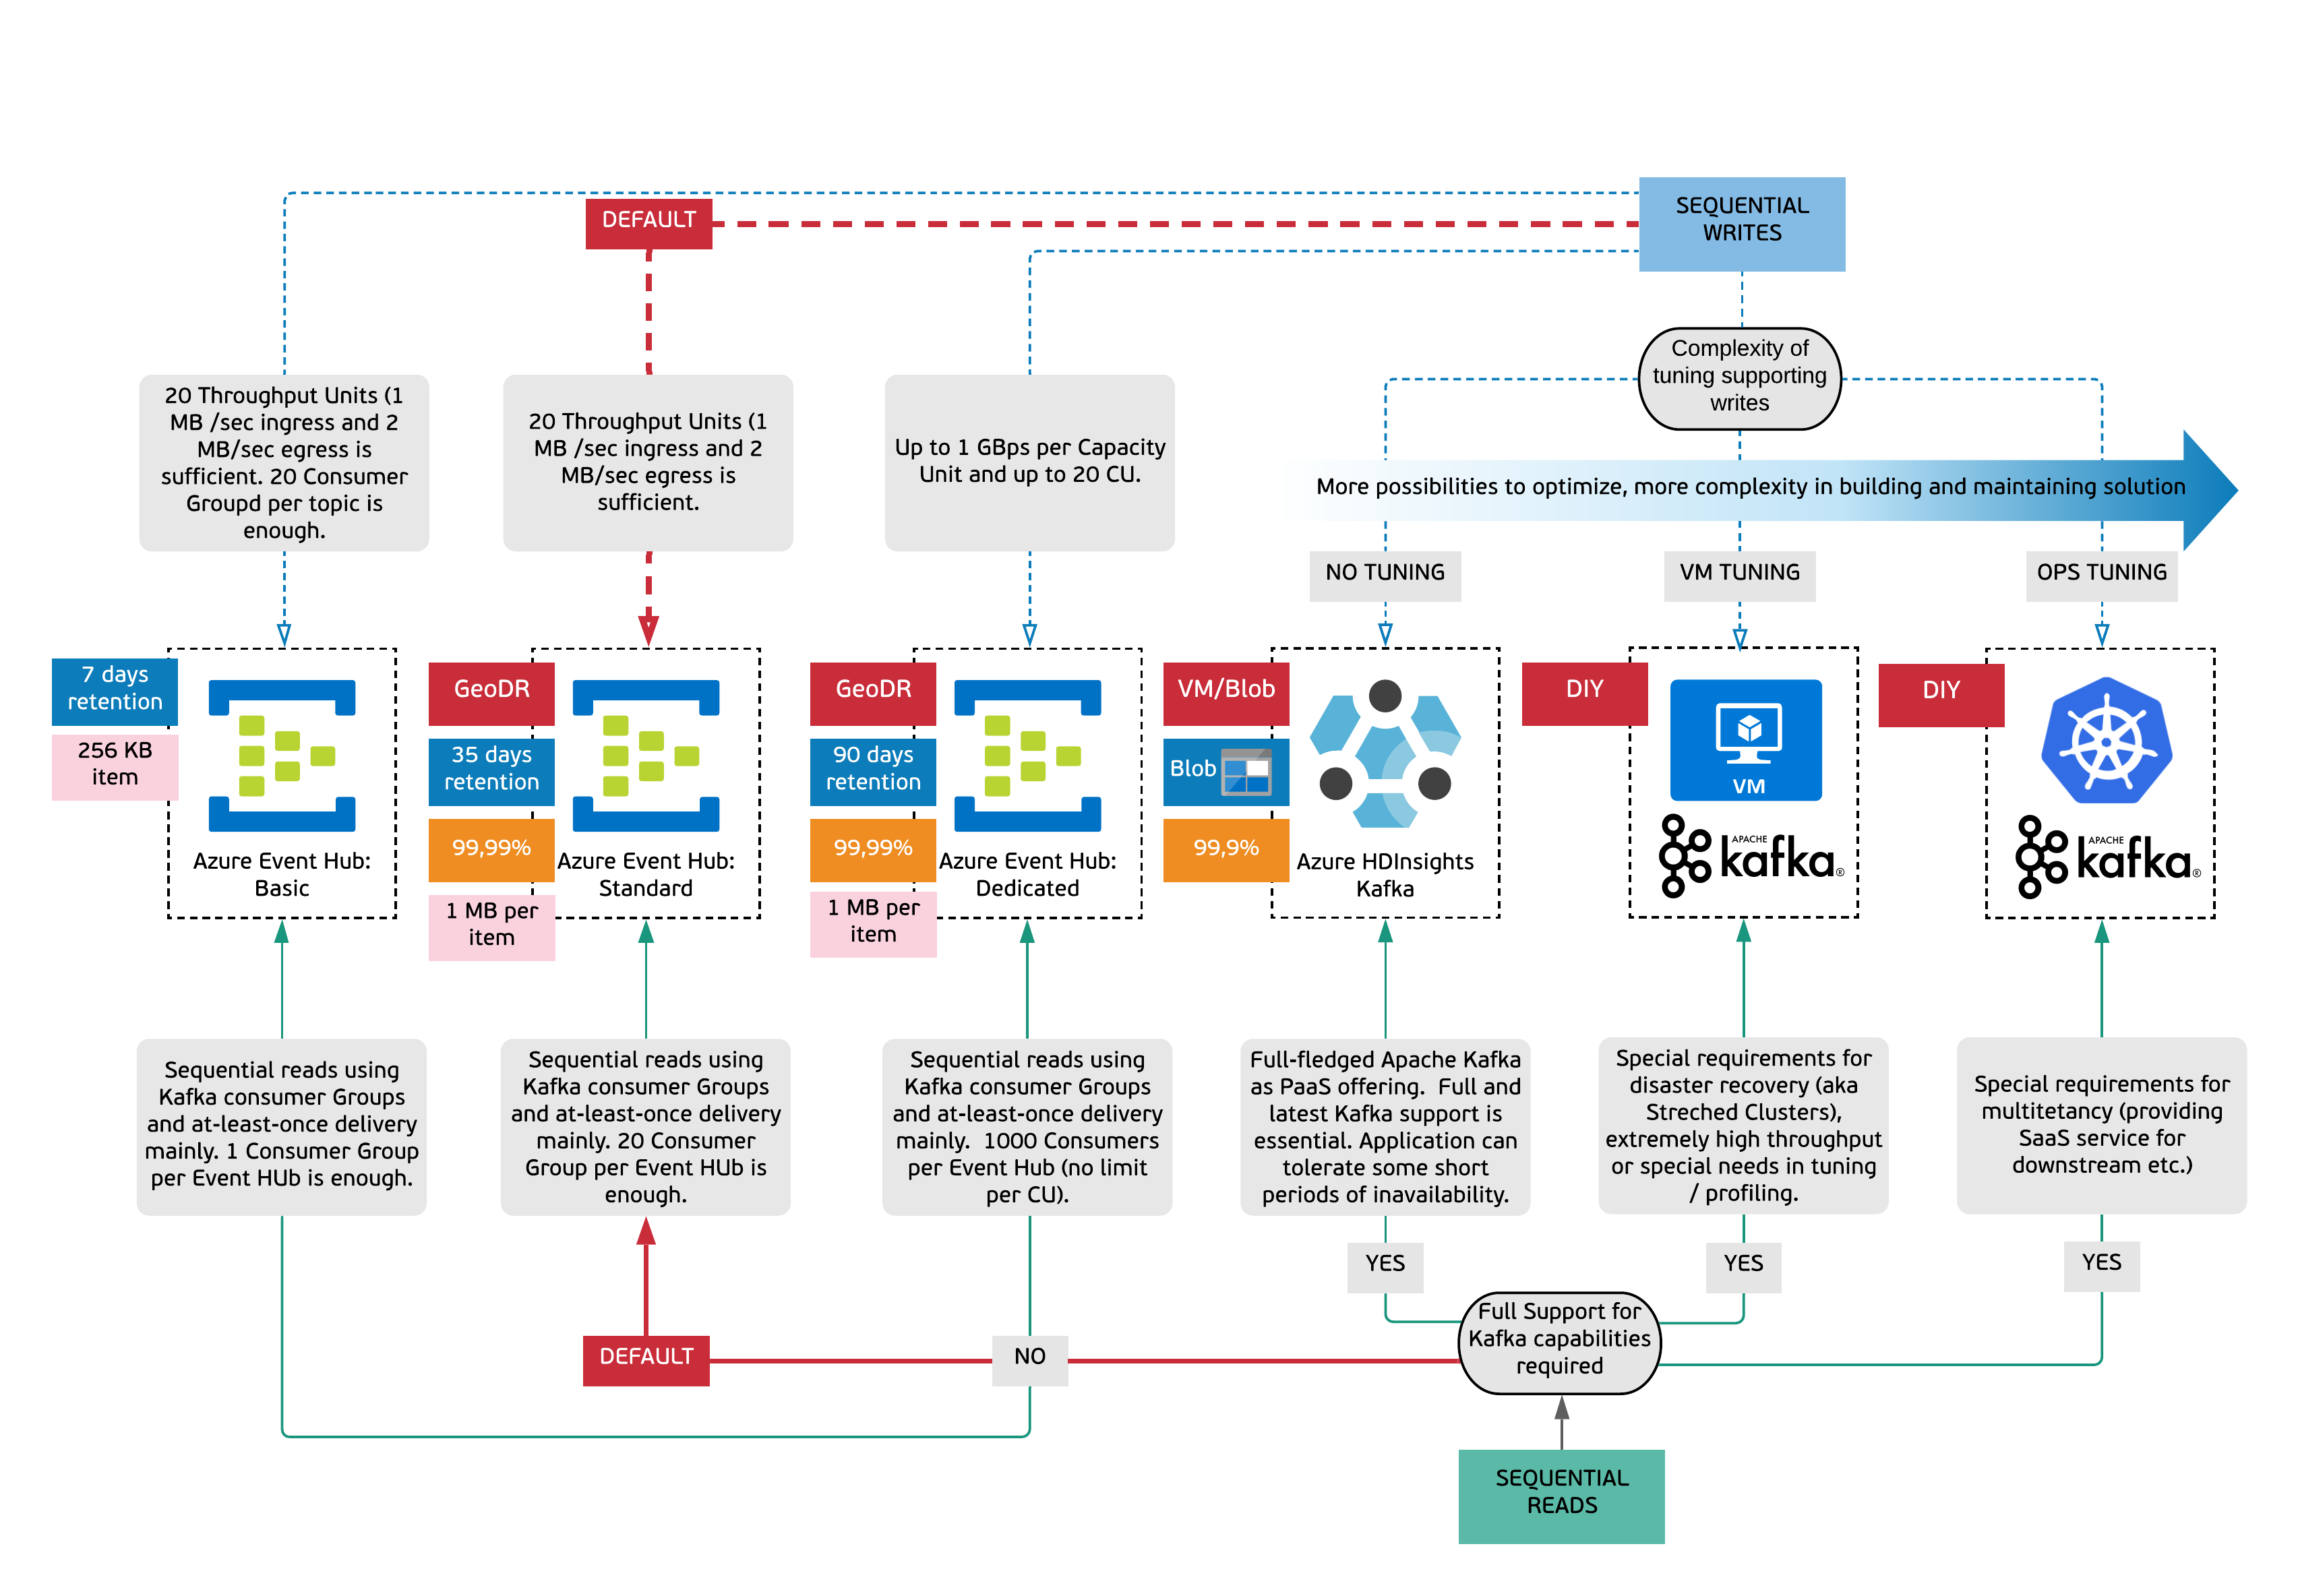 SEQUENTIAL
WRITES
DEFAULT
Complexity of
tuning supporting
writes
20 Throughput Units (1
MB /sec ingress and 2
MB/sec egress is
sufficient. 20 Consumer
Groupd per topic is
enough.
20 Throughput Units (1
MB /sec ingress and 2
MB/sec egress is
sufficient.
Up to 1 GBps per Capacity
Unit and up to 20 CU.
More possibilities to optimize, more complexity in building and maintaining solution
NO TUNING
VM TUNING
OPS TUNING
7 days
retention
256 KB
item
Azure Event Hub:
Basic
GeoDR
35 days
retention
99,99%
1 MB per
item
Azure Event Hub:
Standard
GeoDR
90 days
retention
99,99%
1 MB per
item
Azure Event Hub:
Dedicated
VM/Blob
Blob
99,9%
Azure HDInsights
Kafka
DIY
VM
APACHE
kafka®
DIY
APACHE
kafka®
Sequential reads using
Kafka consumer Groups
and at-least-once delivery
mainly. 1 Consumer Group
per Event HUb is enough.
Sequential reads using
Kafka consumer Groups
and at-least-once delivery
mainly. 20 Consumer
Group per Event HUb is
enough.
Sequential reads using
Kafka consumer Groups
and at-least-once delivery
mainly. 1000 Consumers
per Event Hub (no limit
per CU).
Full-fledged Apache Kafka
as PaaS offering. Full and
latest Kafka support is
essential. Application can
tolerate some short
periods of inavailability.
Special requirements for
disaster recovery (aka
Streched Clusters),
extremely high throughput
or special needs in tuning
/ profiling.
Special requirements for
multitetancy (providing
SaaS service for
downstream etc.)
YES
YES
YES
DEFAULT
NO
Full Support for
Kafka capabilities
required
SEQUENTIAL
READS